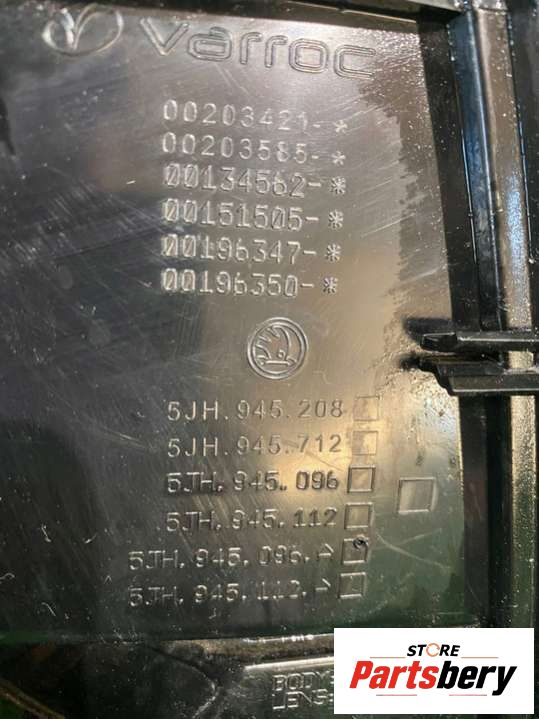 varroc
00203421-*
00203585-*
00134562-*
00151505-*
00196347-*
00196350-*
5JH.945.208
5JH.945.712
5JH.945.096
5JH.945.112
5JH.945.096.A
5JH.945.112.A
STORE
Partsbery